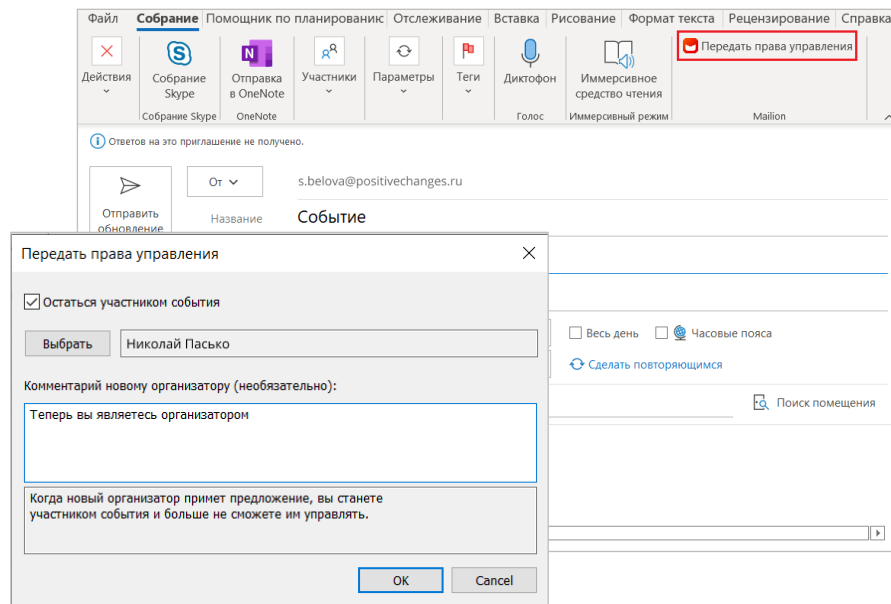 Файл Собрание Помощник по планированию Отслеживание Вставка Рисование Формат текста Рецензирование Справка
Действия
Собрание
Skype
Отправка
в OneNote
Участники
Параметры
Теги
Диктофон
Иммерсивное
средство чтения
Передать права управления
Собрание Skype OneNote Голос Иммерсивный режим Mailion
Ответов на это приглашение не получено.
Отправить
обновление
От
s.belova@positivechanges.ru
Название
Событие
Передать права управления
Остаться участником события
Выбрать
Николай Пасько
Комментарий новому организатору (необязательно):
Теперь вы являетесь организатором
Когда новый организатор примет предложение, вы станете
участником события и больше не сможете им управлять.
OK
Cancel
Весь день
Часовые пояса
Сделать повторяющимся
Поиск помещения